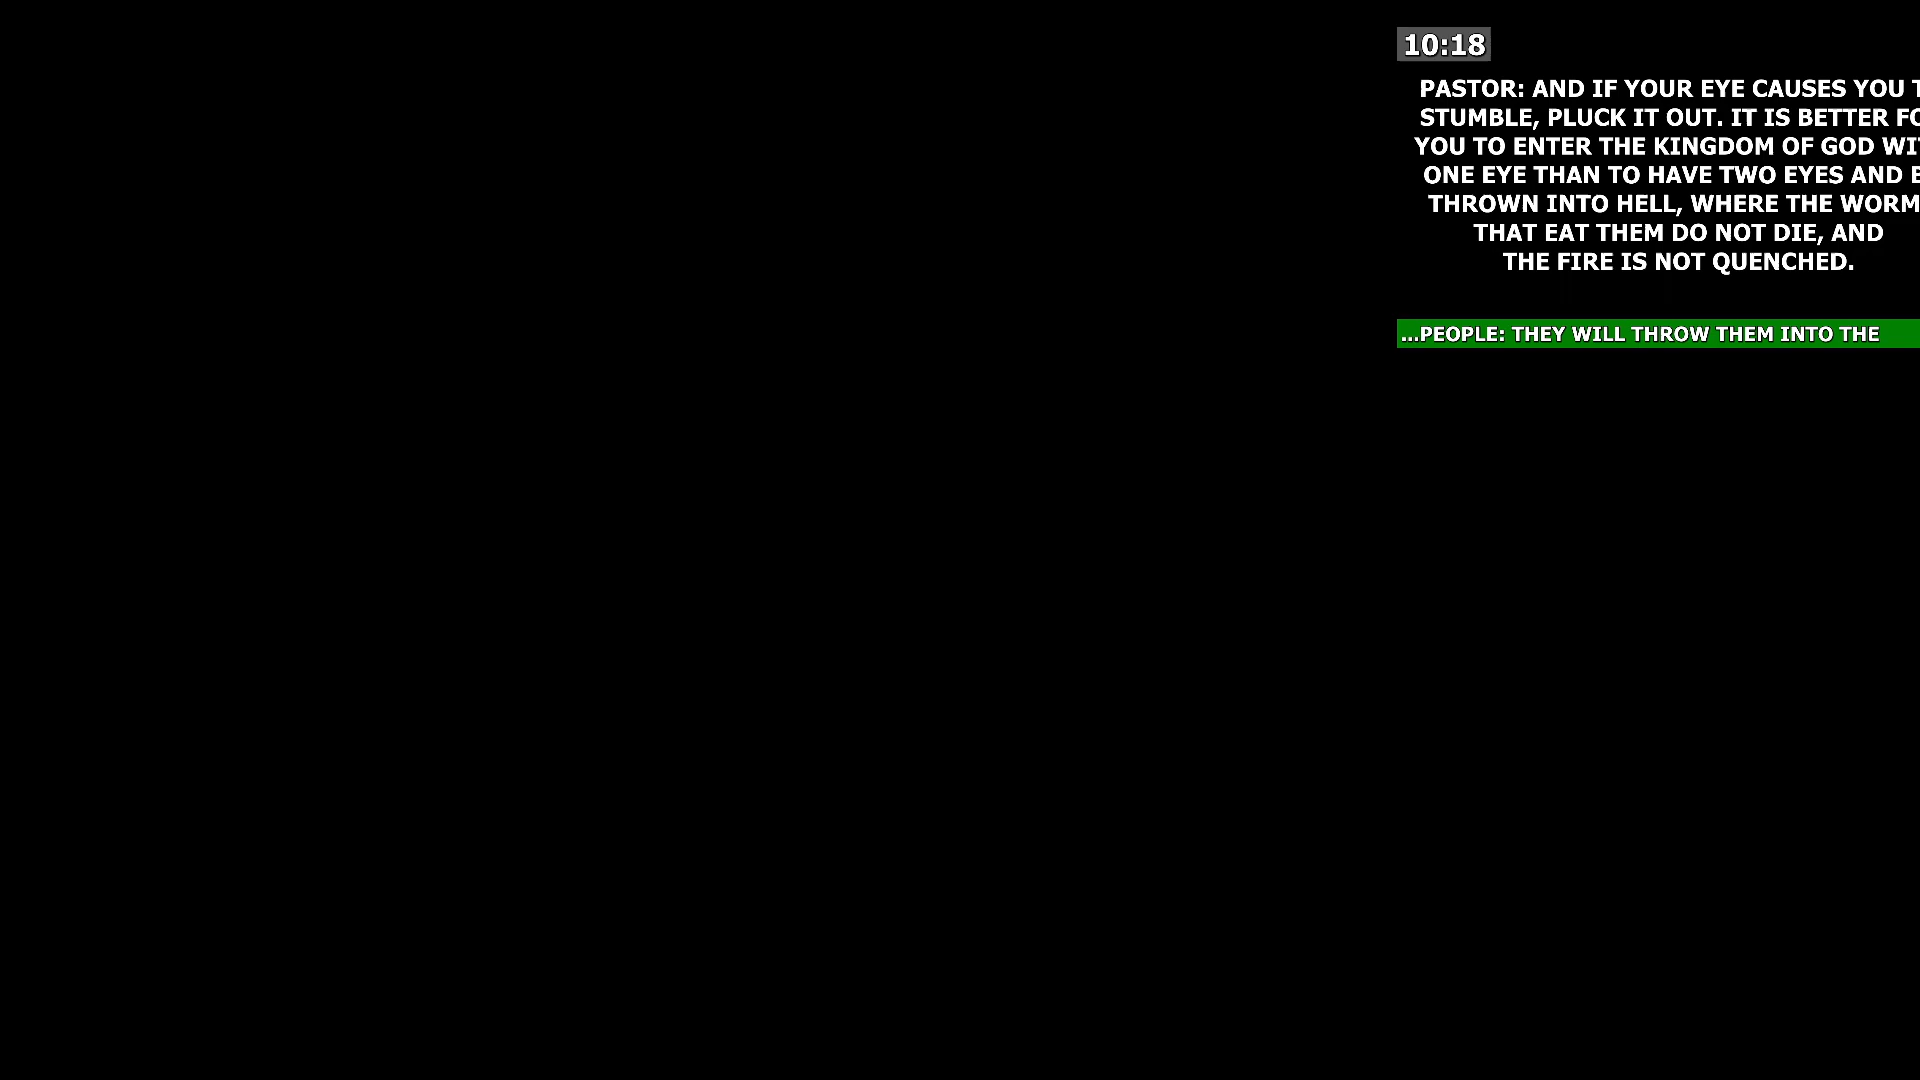 10:18
PASTOR: AND IF YOUR EYE CAUSES YOU
STUMBLE, PLUCK IT OUT. IT IS BETTER
YOU TO ENTER THE KINGDOM OF GOD
ONE EYE THAN TO HAVE TWO EYES AND
THROWN INTO HELL, WHERE THE WORM
THAT EAT THEM DO NOT DIE, AND
THE FIRE IS NOT QUENCHED.
...PEOPLE: THEY WILL THROW THEM INTO THE